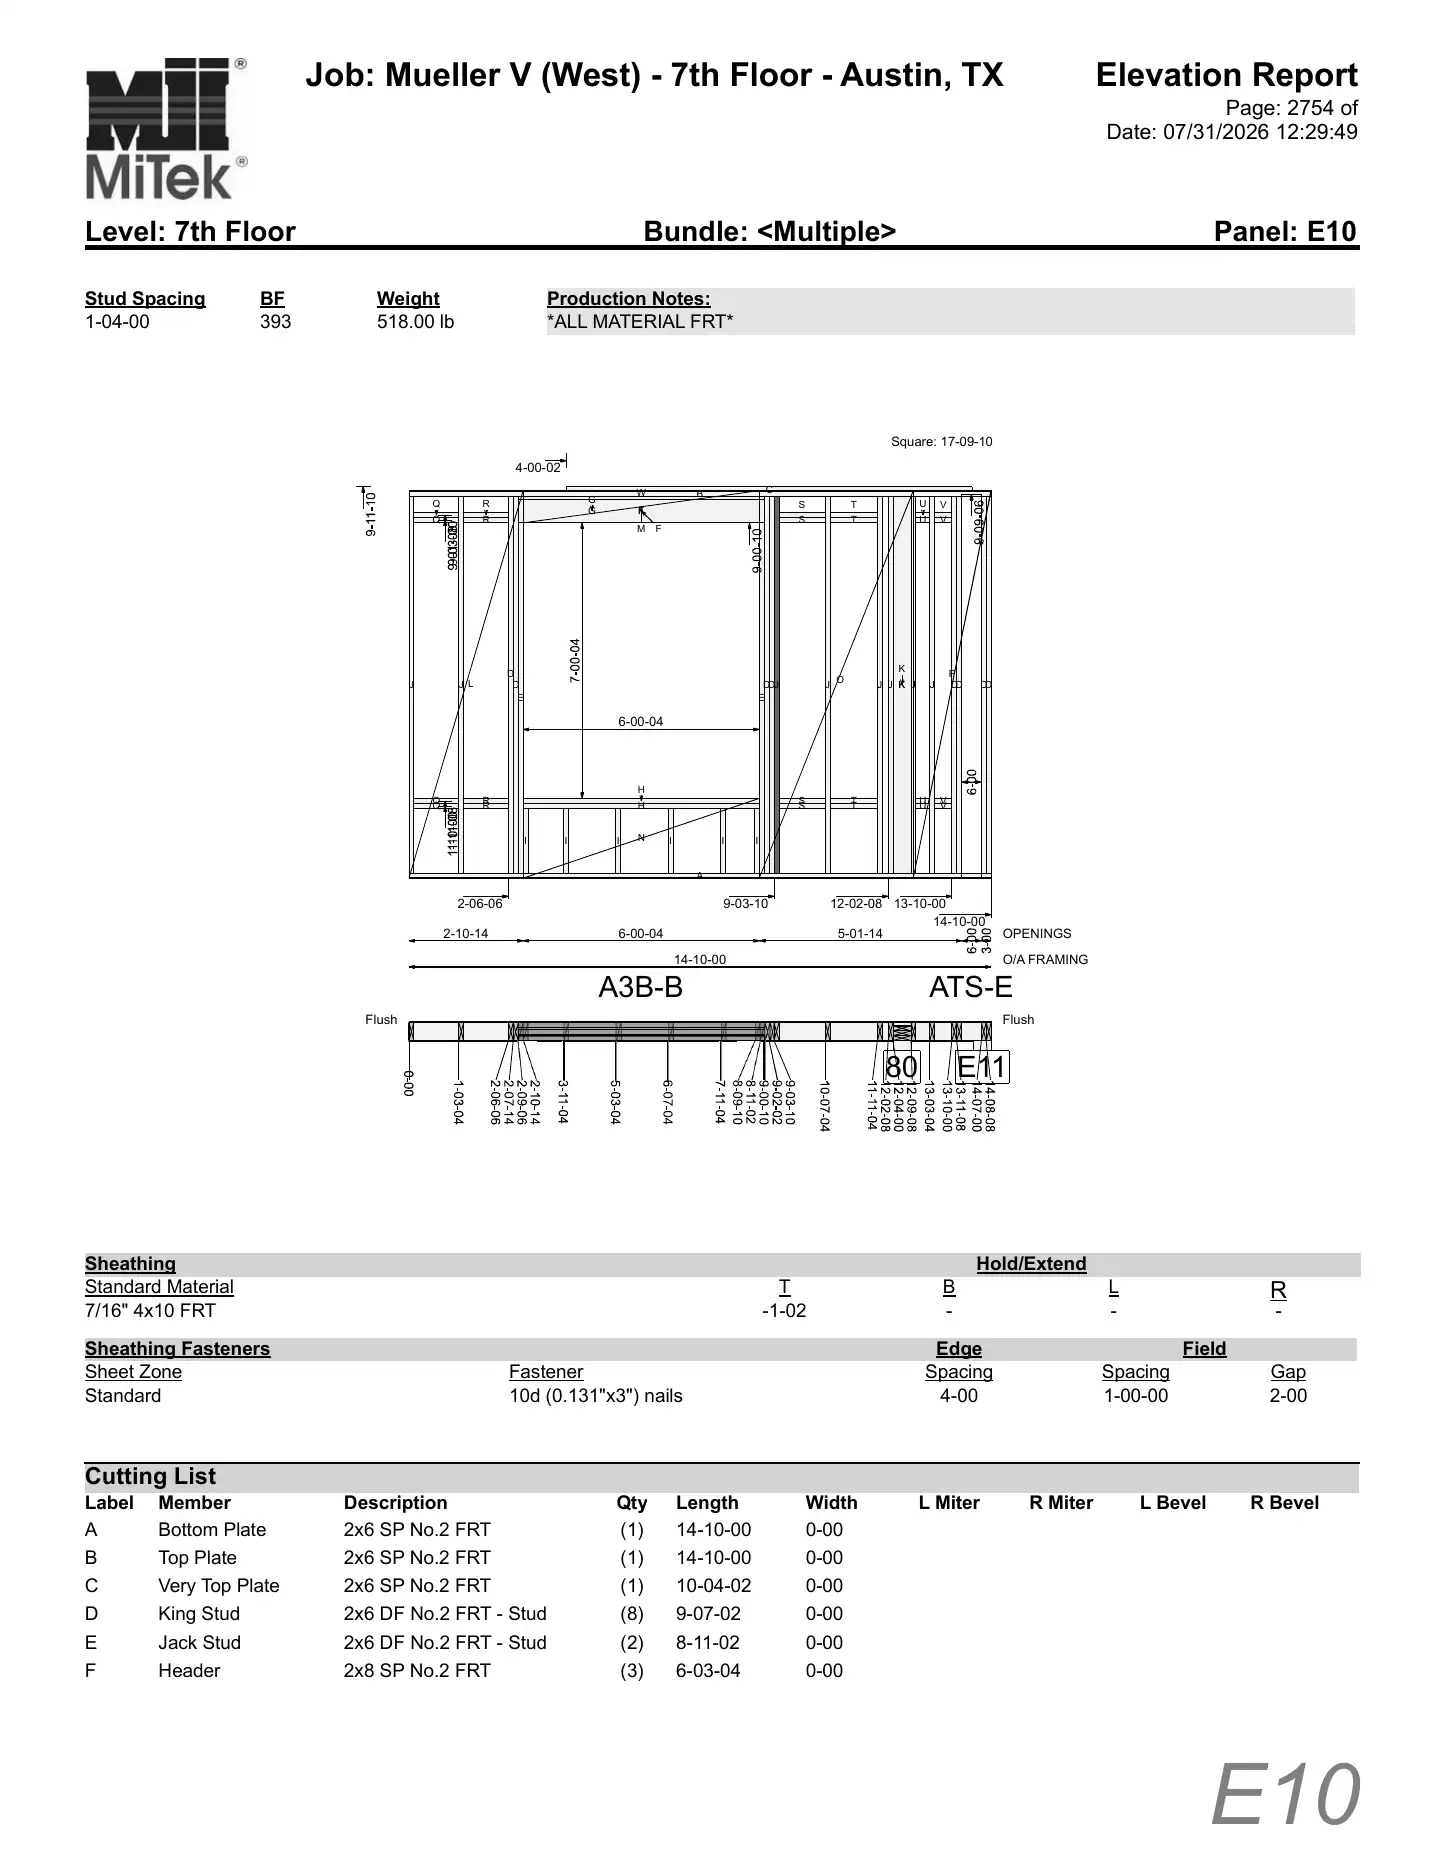 Job: Mueller V (West) - 7th Floor - Austin, TX
Elevation Report
Page: 2754 of
Date: 07/31/2026 12:29:49
MiTek®
Level: 7th Floor Bundle: <Multiple> Panel: E10
Stud Spacing BF Weight Production Notes:
1-04-00 393 518.00 lb *ALL MATERIAL FRT*
Square: 17-09-10
4-00-02
9-11-10
W B C
Q R G S T U V
Q R G S T U V
M F
9-00-10
9-09-06
7-00-04
K
D P
J J L D D D J J O J J K J J D D
E E
6-00-04
6-00
H
H
I I I N I I I
A
2-06-06 9-03-10 12-02-08 13-10-00
14-10-00
2-10-14 6-00-04 5-01-14 6-00 3-00 OPENINGS
14-10-00 O/A FRAMING
A3B-B ATS-E
Flush Flush
80 E11
0-00 1-03-04 2-06-06 2-07-14 2-09-06 2-10-14 3-11-04 5-03-04 6-07-04 7-11-04 8-09-10 8-11-02 9-00-10 9-02-02 9-03-10 10-07-04 11-11-04 12-02-08 12-04-00 12-09-08 13-03-04 13-10-00 13-11-08 14-07-00 14-08-08
Sheathing Hold/Extend
Standard Material T B L R
7/16" 4x10 FRT -1-02 - - -
Sheathing Fasteners Edge Field
Sheet Zone Fastener Spacing Spacing Gap
Standard 10d (0.131"x3") nails 4-00 1-00-00 2-00
Cutting List
Label Member Description Qty Length Width L Miter R Miter L Bevel R Bevel
A Bottom Plate 2x6 SP No.2 FRT (1) 14-10-00 0-00
B Top Plate 2x6 SP No.2 FRT (1) 14-10-00 0-00
C Very Top Plate 2x6 SP No.2 FRT (1) 10-04-02 0-00
D King Stud 2x6 DF No.2 FRT - Stud (8) 9-07-02 0-00
E Jack Stud 2x6 DF No.2 FRT - Stud (2) 8-11-02 0-00
F Header 2x8 SP No.2 FRT (3) 6-03-04 0-00
E10